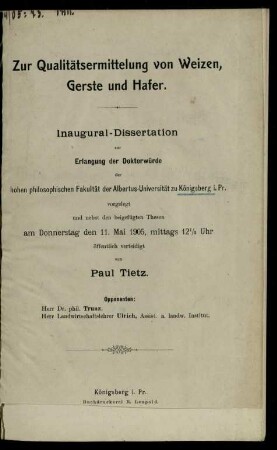 Zur Qualitätsermittelung von Weizen,
Gerste und Hafer.
Inaugural-Dissertation
zur
Erlangung der Doktorwürde
der
hohen philosophischen Fakultät der Albertus-Universität zu Königsberg i. Pr.
vorgelegt
und nebst den beigefügten Thesen
am Donnerstag den 11. Mai 1905, mittags 12½ Uhr
öffentlich verteidigt
von
Paul Tietz.
Opponenten:
Herr Dr. phil.
Herr Landwirtschaftslehrer Ulrich, Assist. a. landw. Institut.
Königsberg i. Pr.
Buchdruckerei R. Leupold